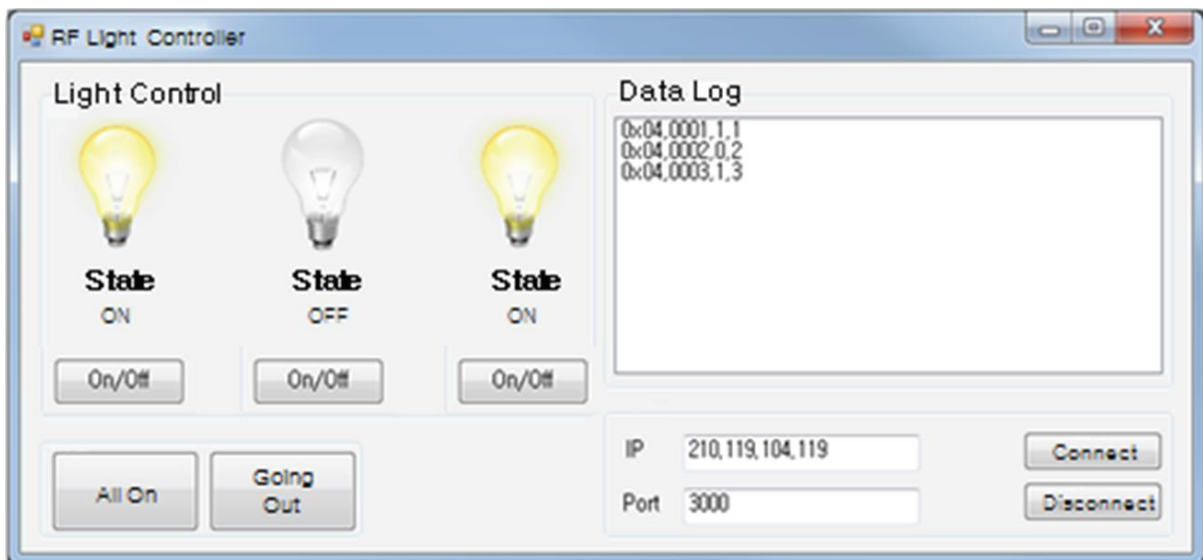 RF Light Controller
Light Control
State
ON
On/Off
State
OFF
On/Off
State
ON
On/Off
All On
Going
Out
Data Log
0x04,0001,1,1
0x04,0002,0,2
0x04,0003,1,3
IP
210,119,104,119
Connect
Port
3000
Disconnect